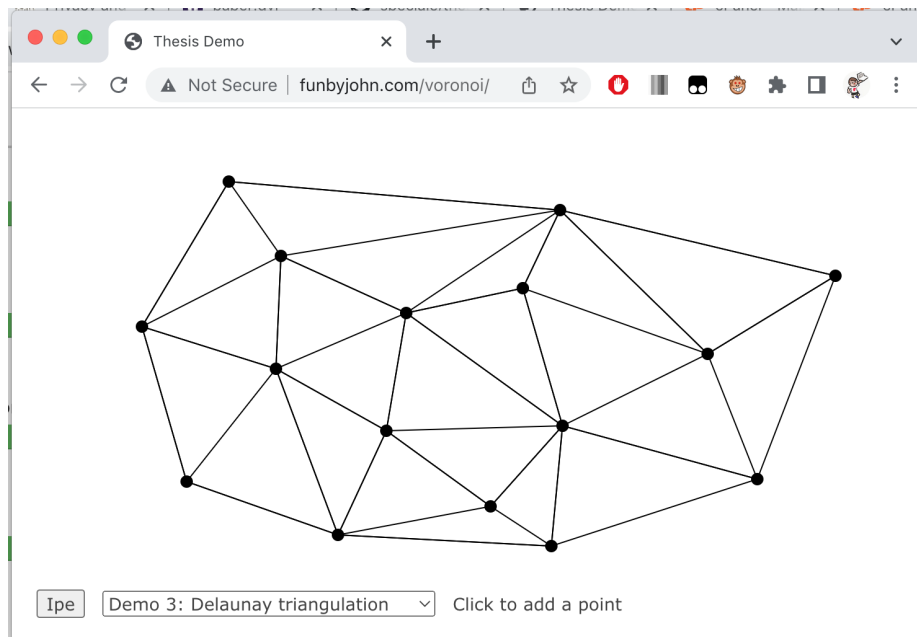 Thesis Demo
Not Secure | funbyjohn.com/voronoi/
Ipe Demo 3: Delaunay triangulation Click to add a point